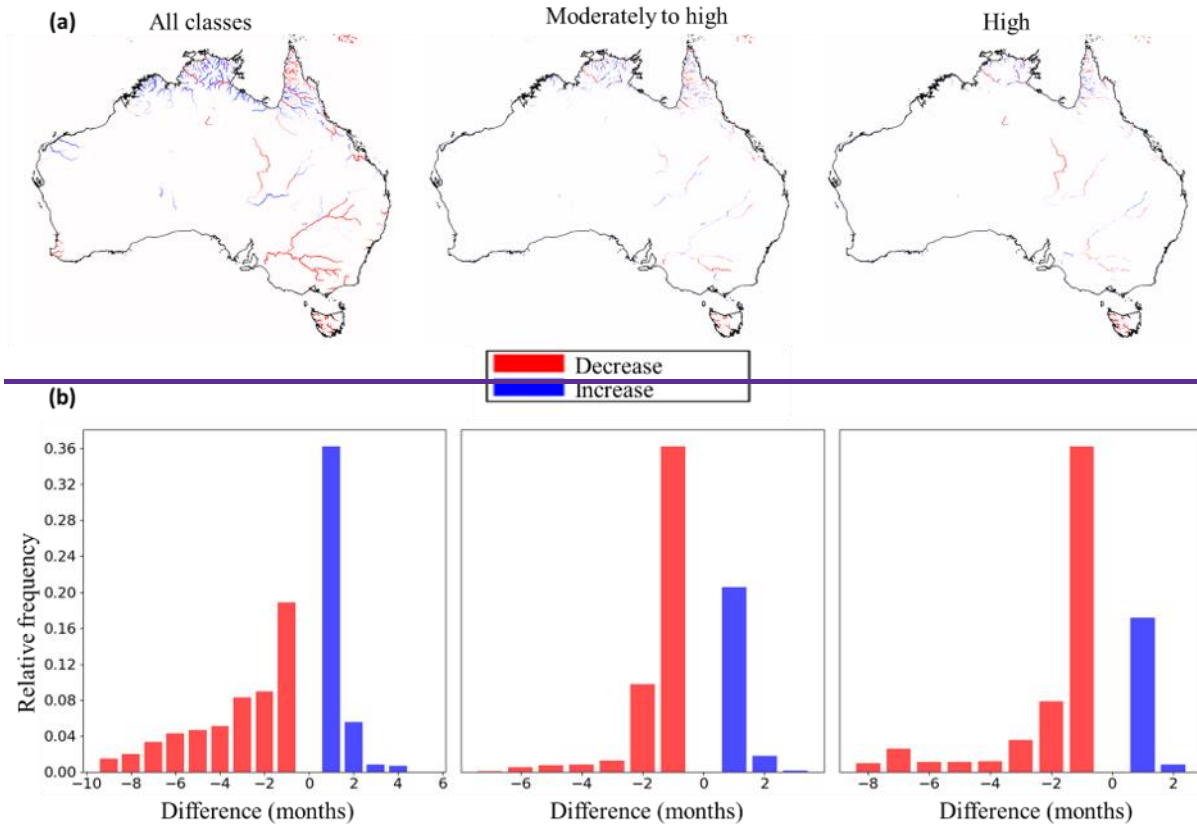 (a)
All classes
Moderately to high
High
Decrease
Increase
(b)
Relative frequency
0.36
0.32
0.28
0.24
0.20
0.16
0.12
0.08
0.04
0.00
−10 −8 −6 −4 −2 0 2 4 6
−6 −4 −2 0 2
−8 −6 −4 −2 0 2
Difference (months)
Difference (months)
Difference (months)